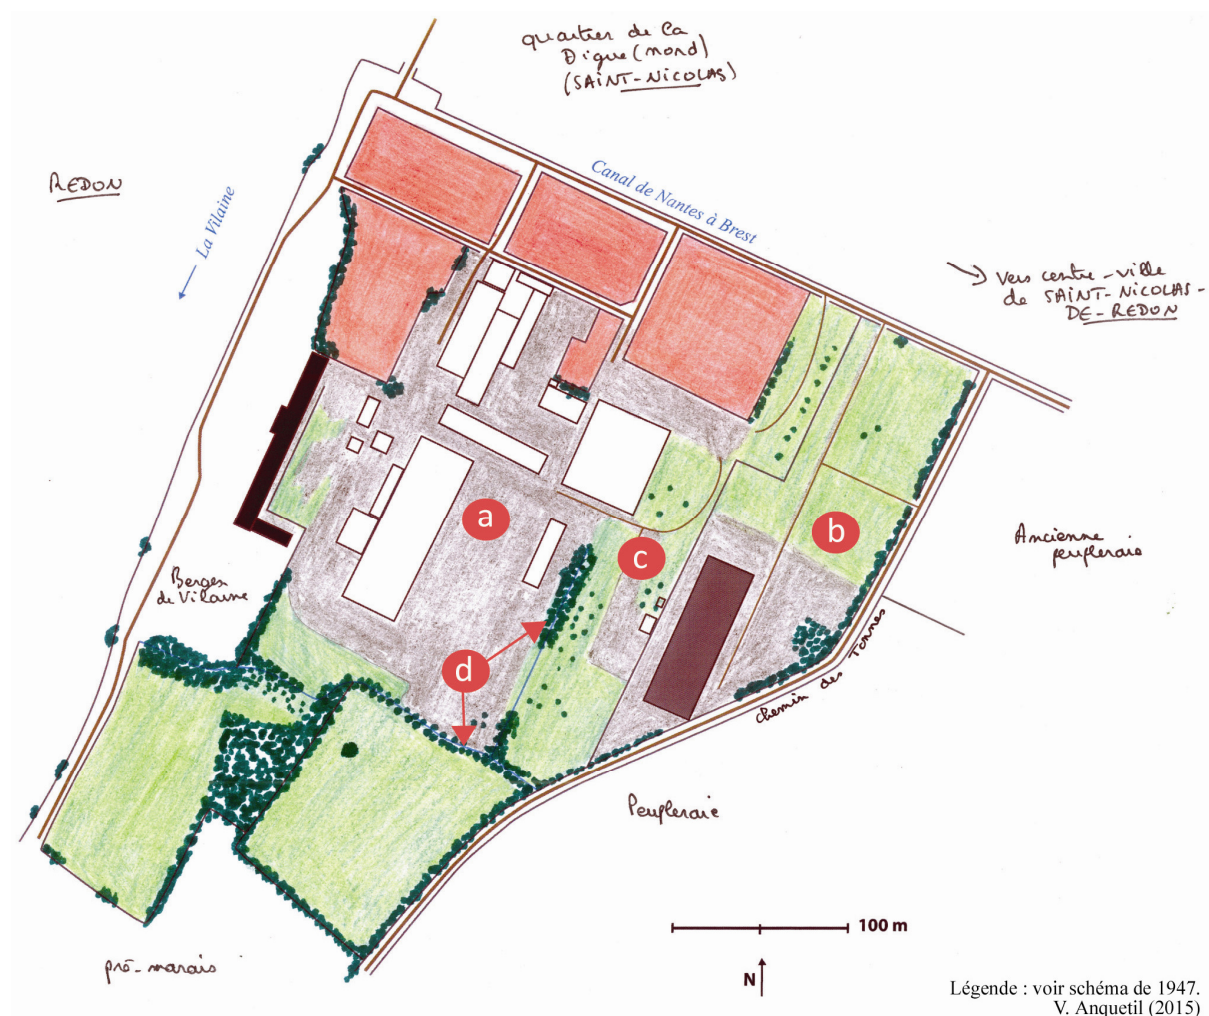 quartier de la
Digue (nord)
(SAINT-NICOLAS)
REDON
La Vilaine
Canal de Nantes à Brest
Vers centre-ville
de SAINT-NICOLAS-
DE-REDON
a
b
c
d
Ancienne
peupleraie
Berges
de Vilaine
Chemin des Tonnes
Peupleraie
pré-marais
100 m
N
Légende : voir schéma de 1947.
V. Anquetil (2015)